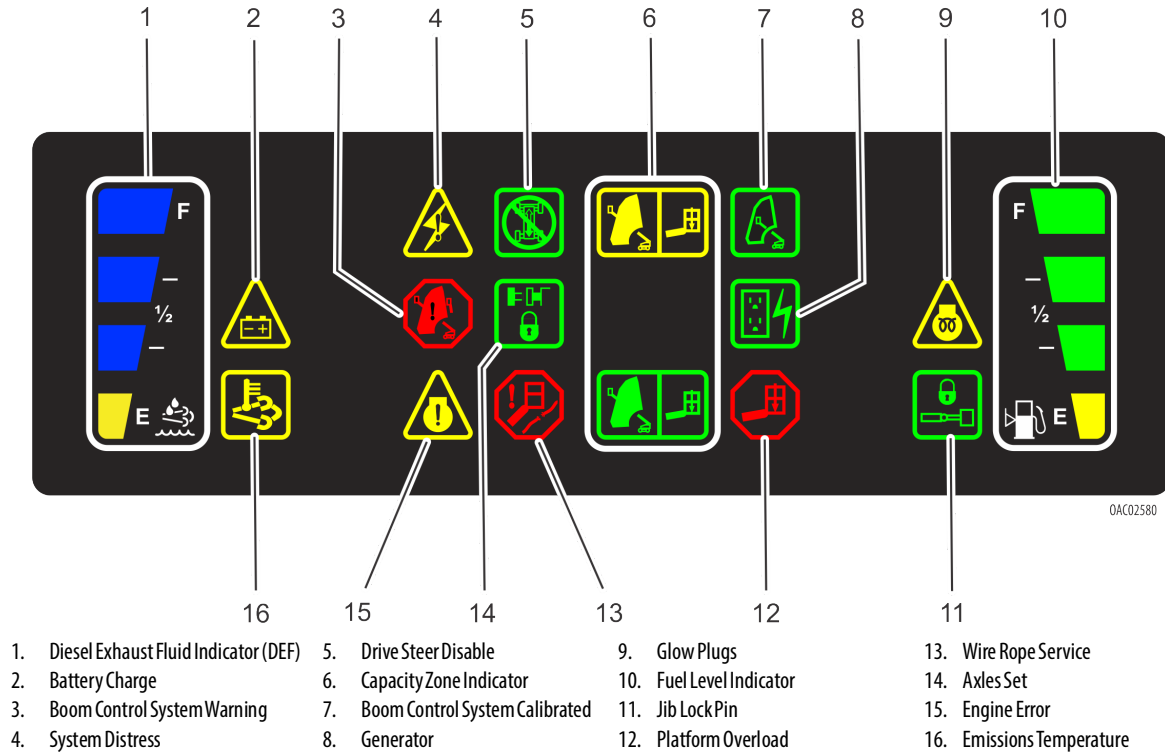 1 2 3 4 5 6 7 8 9 10
F F
½ ½
E E
OAC02580
16 15 14 13 12 11
1. Diesel Exhaust Fluid Indicator (DEF)
2. Battery Charge
3. Boom Control System Warning
4. System Distress
5. Drive Steer Disable
6. Capacity Zone Indicator
7. Boom Control System Calibrated
8. Generator
9. Glow Plugs
10. Fuel Level Indicator
11. Jib Lock Pin
12. Platform Overload
13. Wire Rope Service
14. Axles Set
15. Engine Error
16. Emissions Temperature